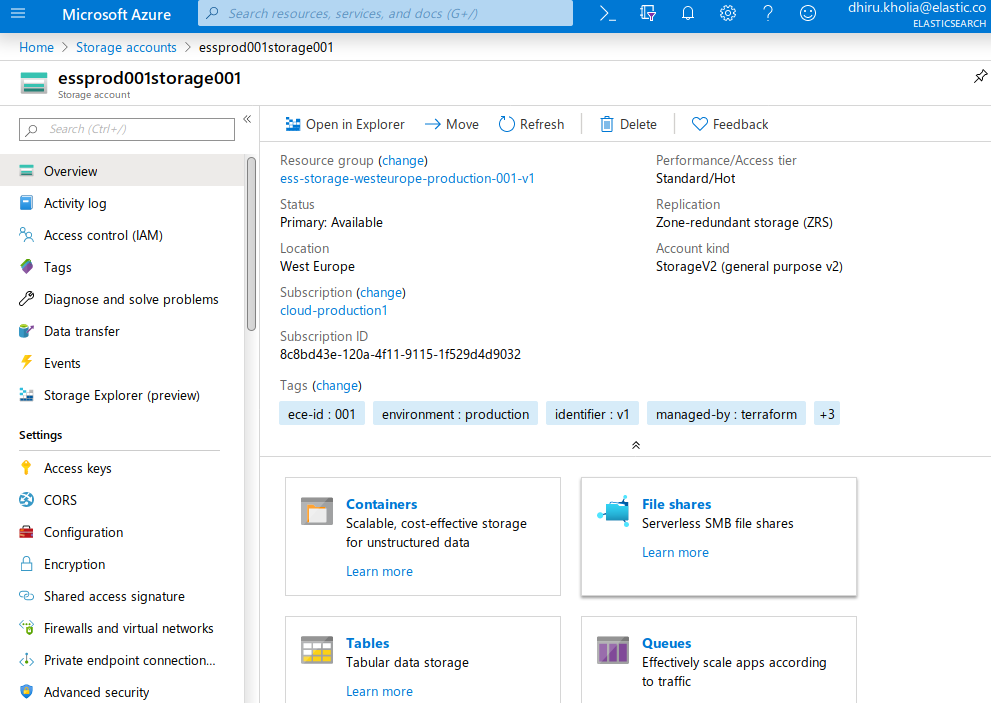 Microsoft Azure
Search resources, services, and docs (G+/)
dhiru.kholia@elastic.co
ELASTICSEARCH
Home > Storage accounts > essprod001storage001
essprod001storage001
Storage account
Search (Ctrl+/)
«
Overview
Activity log
Access control (IAM)
Tags
Diagnose and solve problems
Data transfer
Events
Storage Explorer (preview)
Settings
Access keys
CORS
Configuration
Encryption
Shared access signature
Firewalls and virtual networks
Private endpoint connection...
Advanced security
Open in Explorer Move Refresh Delete Feedback
Resource group (change)
ess-storage-westeurope-production-001-v1
Status
Primary: Available
Location
West Europe
Subscription (change)
cloud-production1
Subscription ID
8c8bd43e-120a-4f11-9115-1f529d4d9032
Performance/Access tier
Standard/Hot
Replication
Zone-redundant storage (ZRS)
Account kind
StorageV2 (general purpose v2)
Tags (change)
ece-id : 001 environment : production identifier : v1 managed-by : terraform +3
Containers
Scalable, cost-effective storage
for unstructured data
Learn more
File shares
Serverless SMB file shares
Learn more
Tables
Tabular data storage
Learn more
Queues
Effectively scale apps according
to traffic